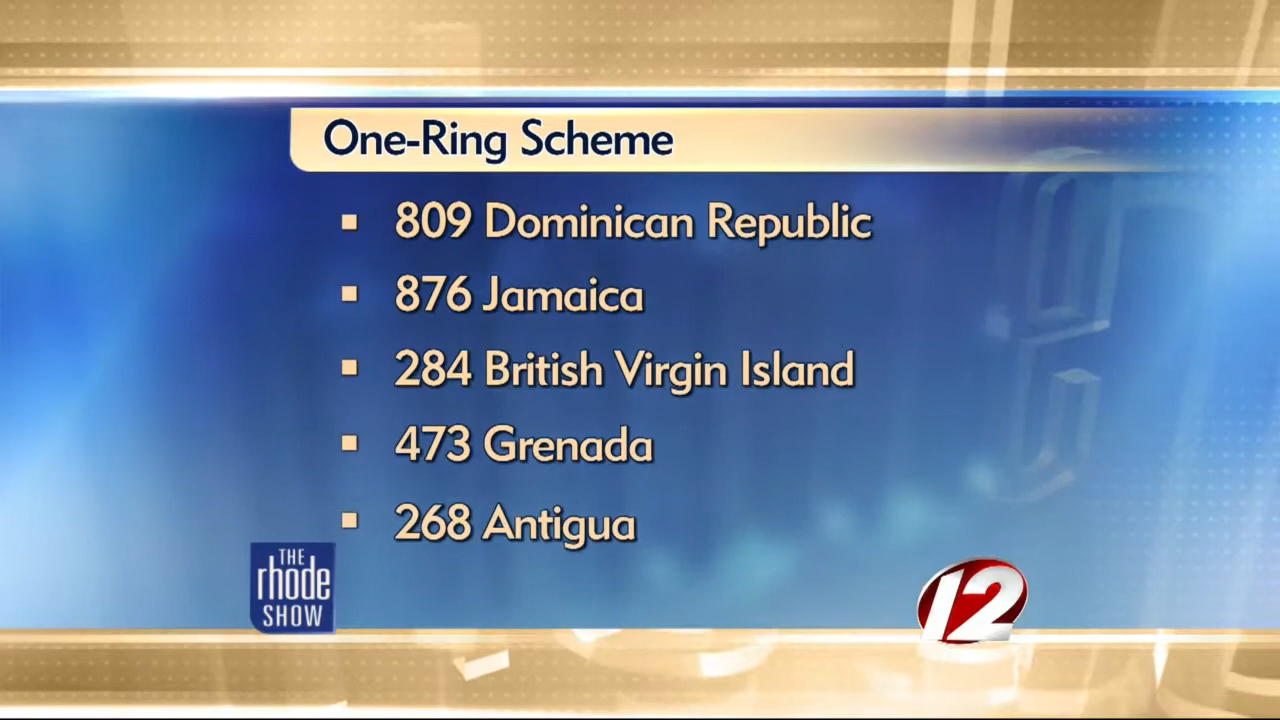 One-Ring Scheme
809 Dominican Republic
876 Jamaica
284 British Virgin Island
473 Grenada
268 Antigua
THE
rhode
SHOW
12